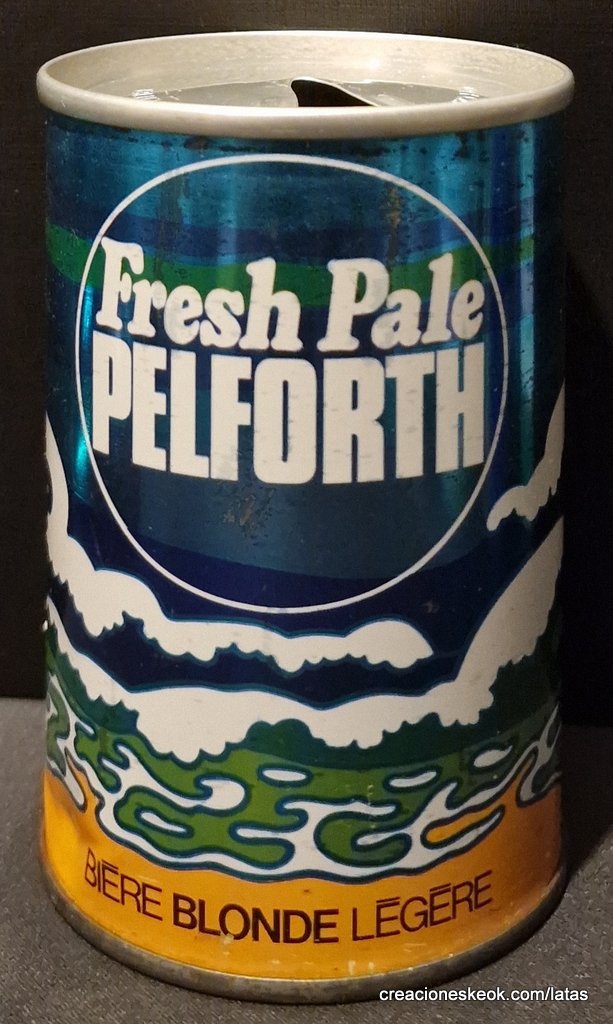 Fresh Pale
PELFORTH
BIÈRE BLONDE LÉGÈRE
creacioneskeok.com/latas